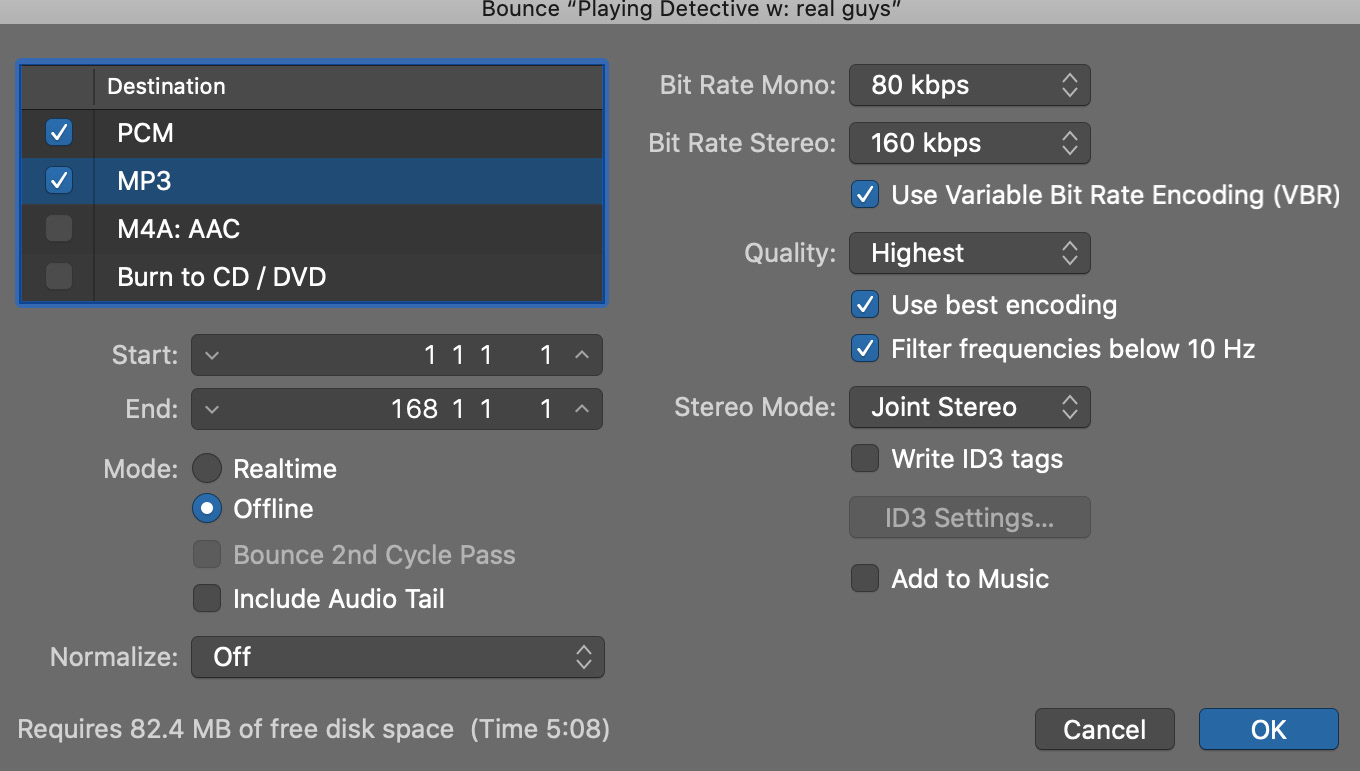 Bounce “Playing Detective w: real guys”
Destination
PCM
MP3
M4A: AAC
Burn to CD / DVD
Start: 1 1 1 1
End: 168 1 1 1
Mode: Realtime
Offline
Bounce 2nd Cycle Pass
Include Audio Tail
Normalize: Off
Requires 82.4 MB of free disk space (Time 5:08)
Bit Rate Mono: 80 kbps
Bit Rate Stereo: 160 kbps
Use Variable Bit Rate Encoding (VBR)
Quality: Highest
Use best encoding
Filter frequencies below 10 Hz
Stereo Mode: Joint Stereo
Write ID3 tags
ID3 Settings...
Add to Music
Cancel
OK